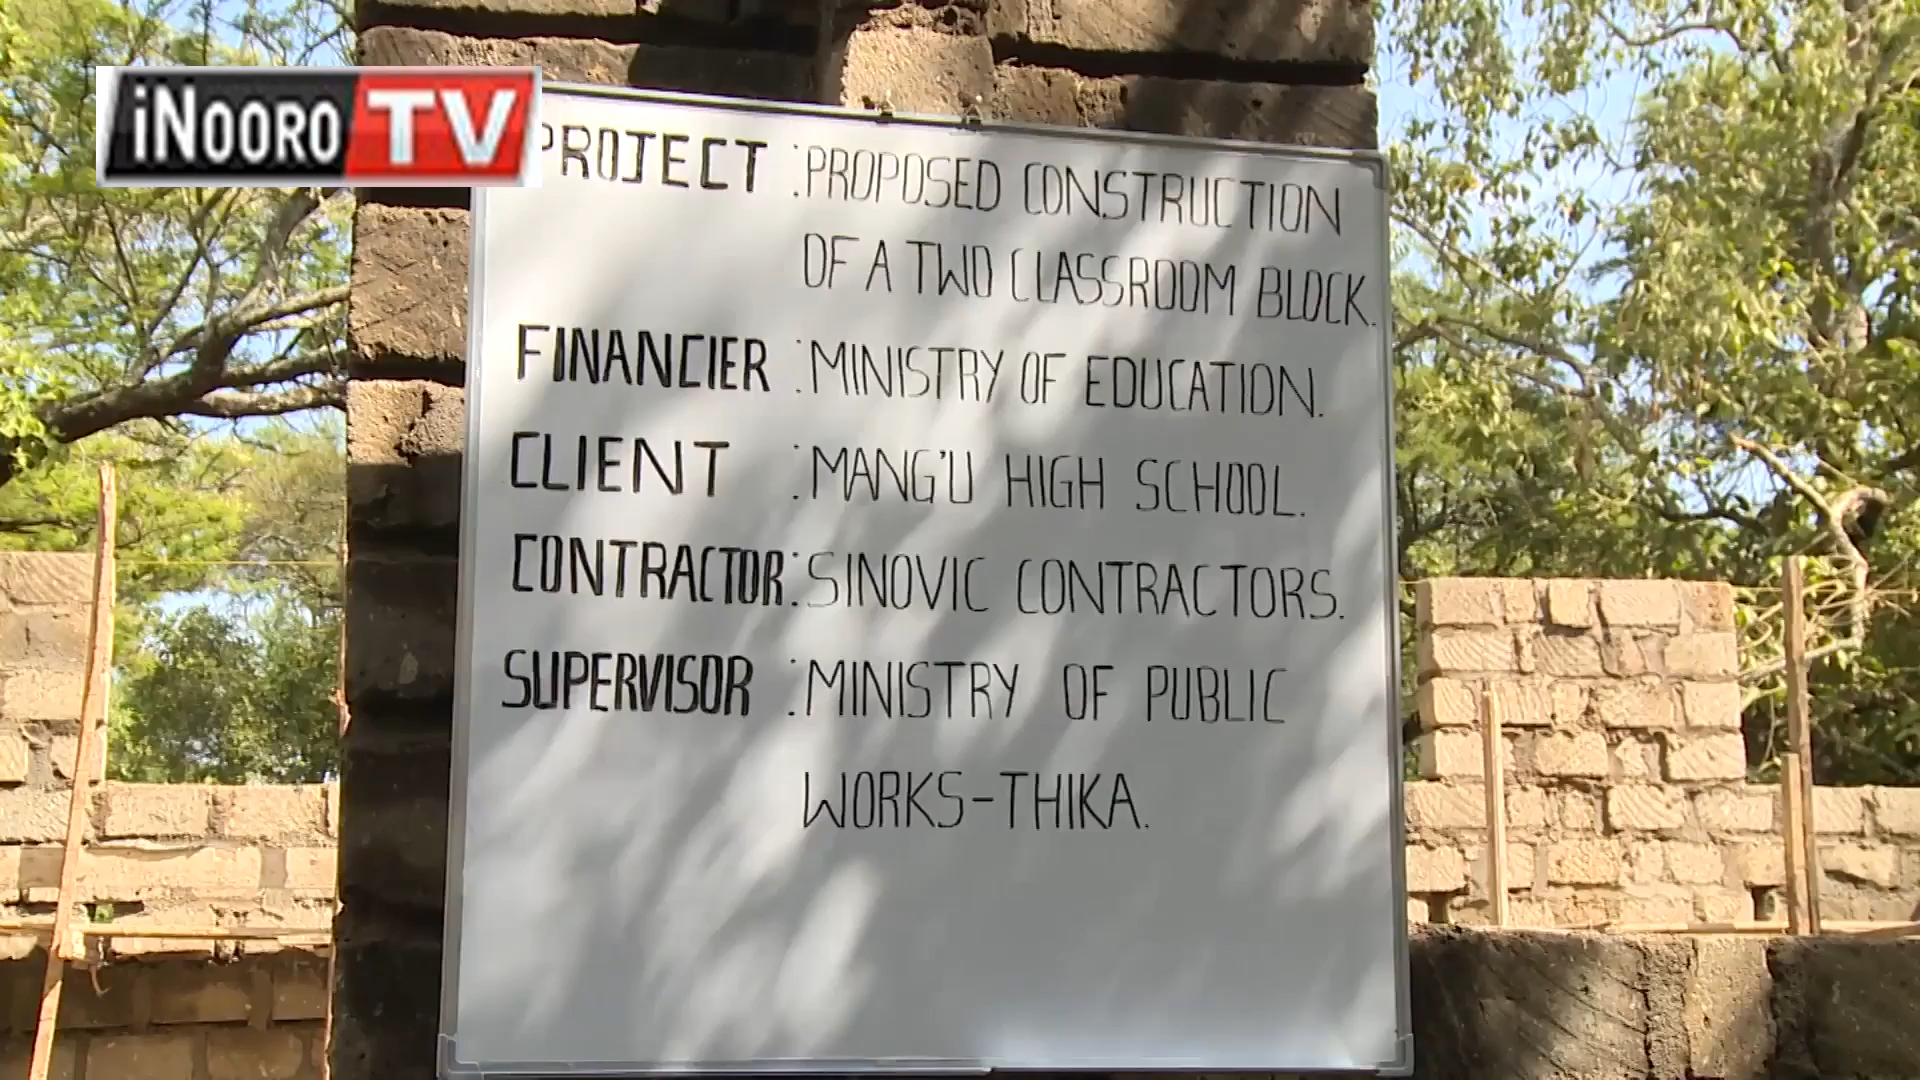 iNOORO TV
PROJECT : PROPOSED CONSTRUCTION
OF A TWO CLASSROOM BLOCK.
FINANCIER : MINISTRY OF EDUCATION.
CLIENT : MANG'U HIGH SCHOOL.
CONTRACTOR: SINOVIC CONTRACTORS.
SUPERVISOR : MINISTRY OF PUBLIC
WORKS-THIKA.